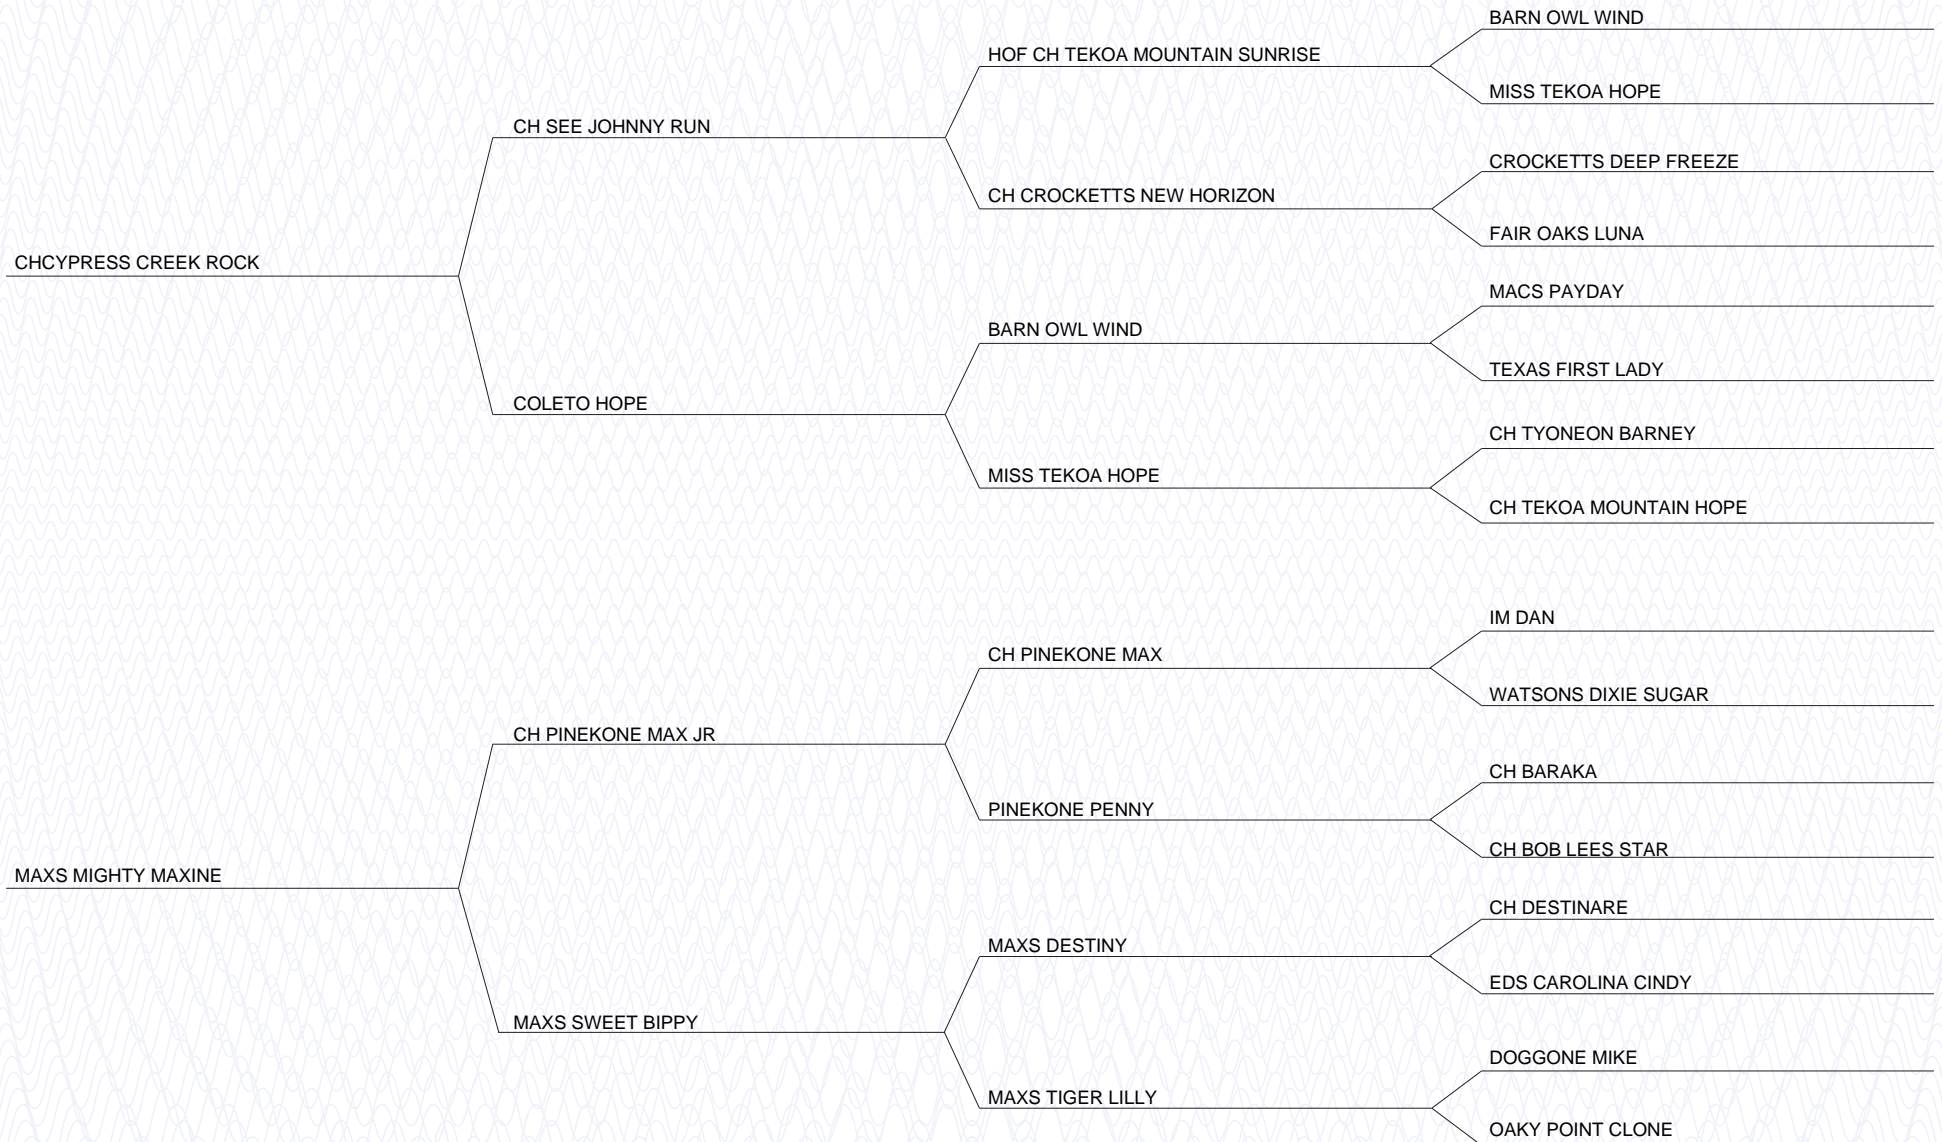 BARN OWL WIND
HOF CH TEKOA MOUNTAIN SUNRISE
MISS TEKOA HOPE
CH SEE JOHNNY RUN
CROCKETTS DEEP FREEZE
CH CROCKETTS NEW HORIZON
FAIR OAKS LUNA
CHCYPRESS CREEK ROCK
MACS PAYDAY
BARN OWL WIND
TEXAS FIRST LADY
COLETO HOPE
CH TYONEON BARNEY
MISS TEKOA HOPE
CH TEKOA MOUNTAIN HOPE
IM DAN
CH PINEKONE MAX
WATSONS DIXIE SUGAR
CH PINEKONE MAX JR
CH BARAKA
PINEKONE PENNY
CH BOB LEES STAR
MAXS MIGHTY MAXINE
CH DESTINARE
MAXS DESTINY
EDS CAROLINA CINDY
MAXS SWEET BIPPY
DOGGONE MIKE
MAXS TIGER LILLY
OAKY POINT CLONE